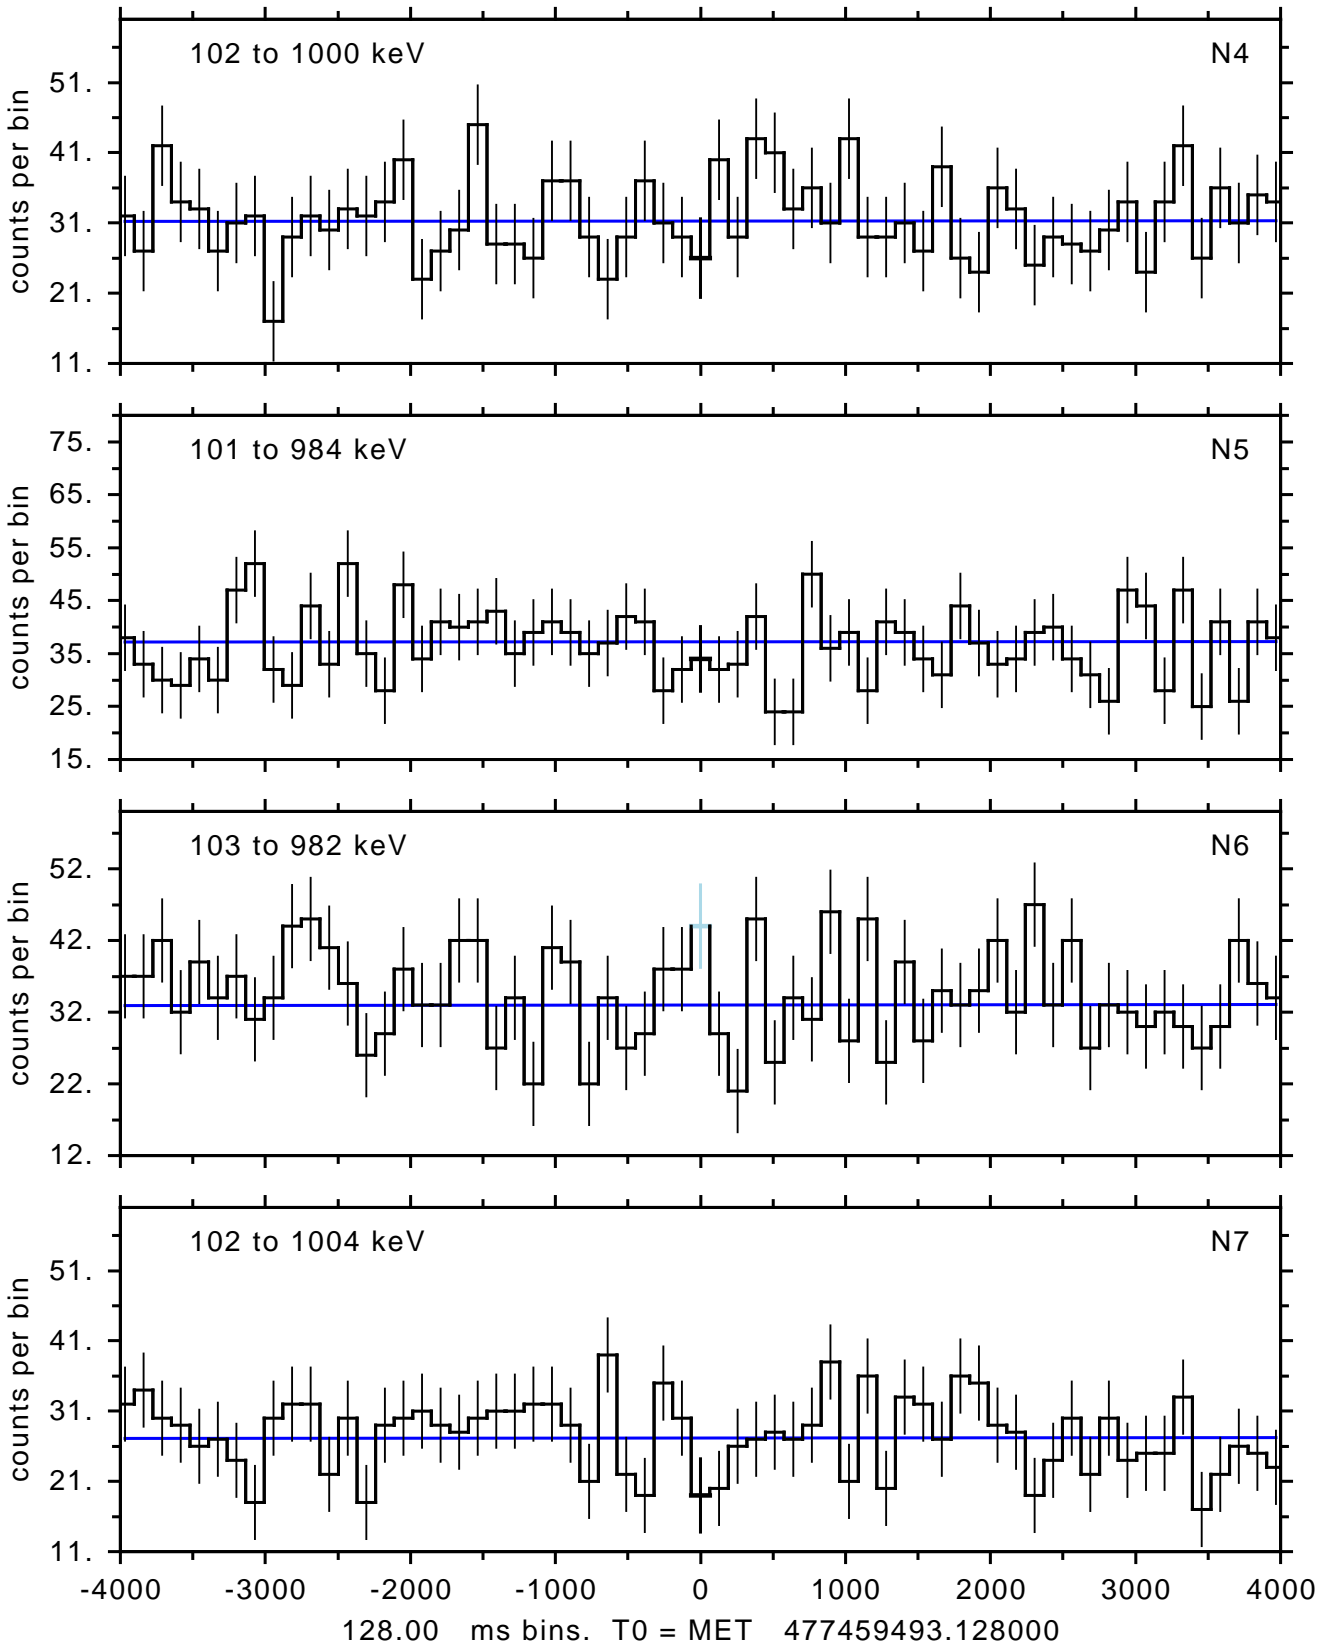 102 to 1000 keV N4
counts per bin
51.
41.
31.
21.
11.
101 to 984 keV N5
counts per bin
75.
65.
55.
45.
35.
25.
15.
103 to 982 keV N6
counts per bin
52.
42.
32.
22.
12.
102 to 1004 keV N7
counts per bin
51.
41.
31.
21.
11.
-4000 -3000 -2000 -1000 0 1000 2000 3000 4000
128.00 ms bins. T0 = MET 477459493.128000